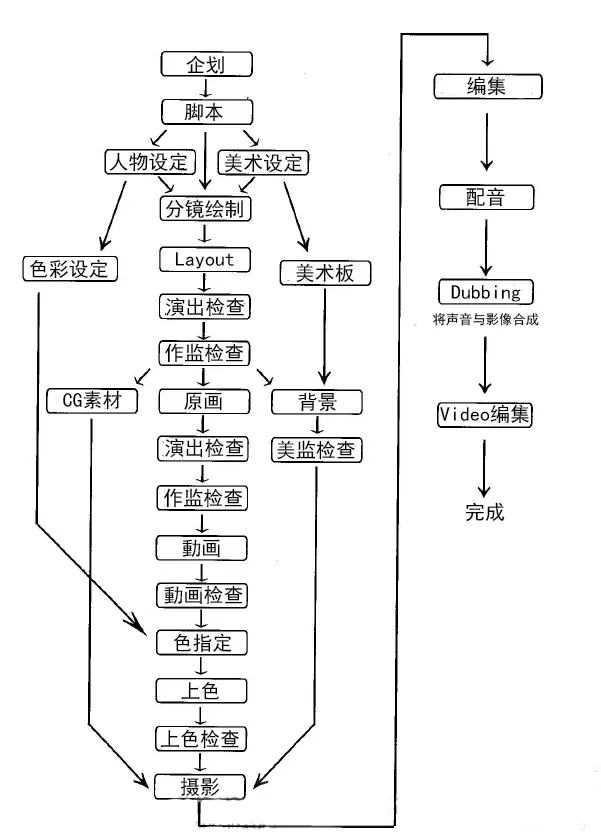 企划
脚本
人物设定
美术设定
分镜绘制
色彩设定
Layout
美术板
演出检查
作监检查
CG素材
原画
背景
演出检查
美监检查
作监检查
動画
動画检查
色指定
上色
上色检查
摄影
编集
配音
Dubbing
将声音与影像合成
Video编集
完成